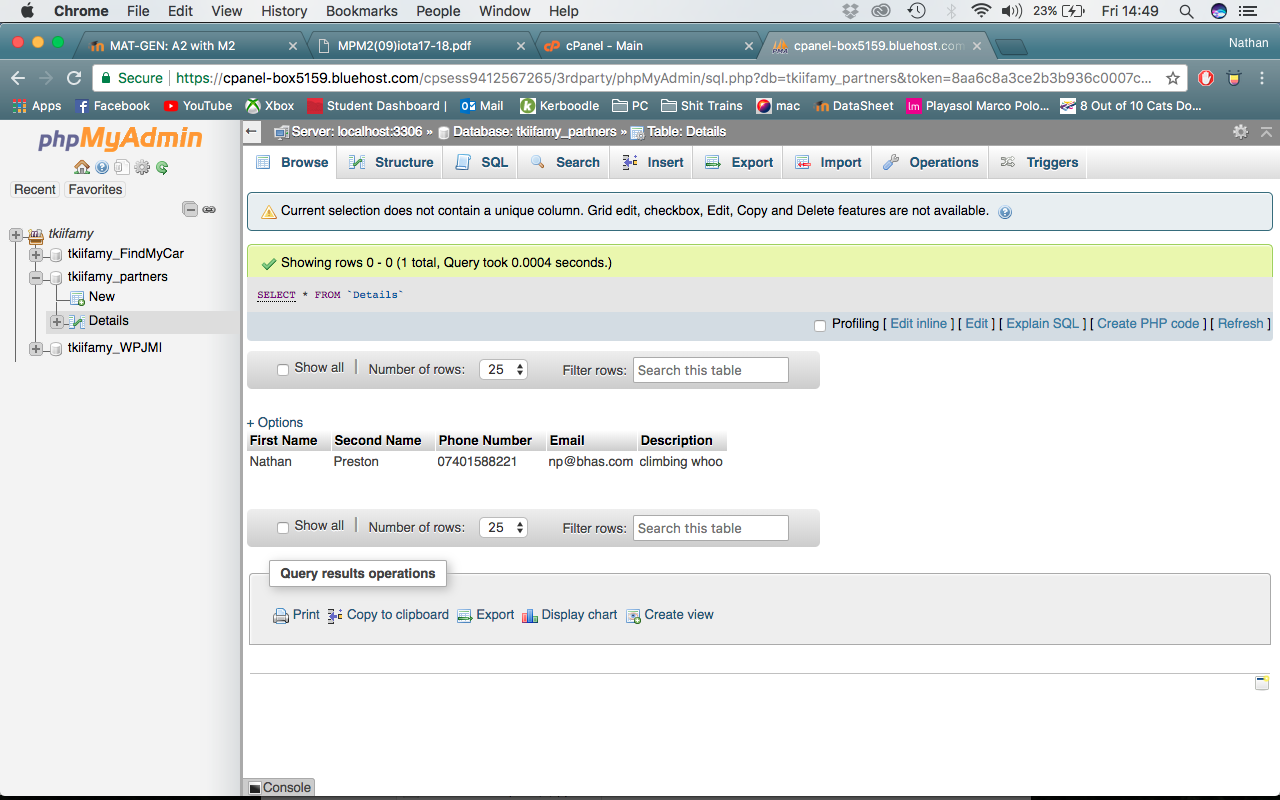 Chrome File Edit View History Bookmarks People Window Help 23% Fri 14:49
MAT-GEN: A2 with M2 MPM2(09)iota17-18.pdf cPanel - Main cpanel-box5159.bluehost.com Nathan
Secure https://cpanel-box5159.bluehost.com/cpsess9412567265/3rdparty/phpMyAdmin/sql.php?db=tkiifamy_partners&token=8aa6c8a3ce2b3b936c0007c...
Apps Facebook YouTube Xbox Student Dashboard | Mail Kerboodle PC Shit Trains mac DataSheet Playasol Marco Polo... 8 Out of 10 Cats Do...
phpMyAdmin
Recent Favorites
tkiifamy
tkiifamy_FindMyCar
tkiifamy_partners
New
Details
tkiifamy_WPJMI
Server: localhost:3306 » Database: tkiifamy_partners » Table: Details
Browse Structure SQL Search Insert Export Import Operations Triggers
Current selection does not contain a unique column. Grid edit, checkbox, Edit, Copy and Delete features are not available.
Showing rows 0 - 0 (1 total, Query took 0.0004 seconds.)
SELECT * FROM `Details`
Profiling [ Edit inline ] [ Edit ] [ Explain SQL ] [ Create PHP code ] [ Refresh ]
Show all | Number of rows: 25 Filter rows: Search this table
+ Options
First Name Second Name Phone Number Email Description
Nathan Preston 07401588221 np@bhas.com climbing whoo
Show all | Number of rows: 25 Filter rows: Search this table
Query results operations
Print Copy to clipboard Export Display chart Create view
Console